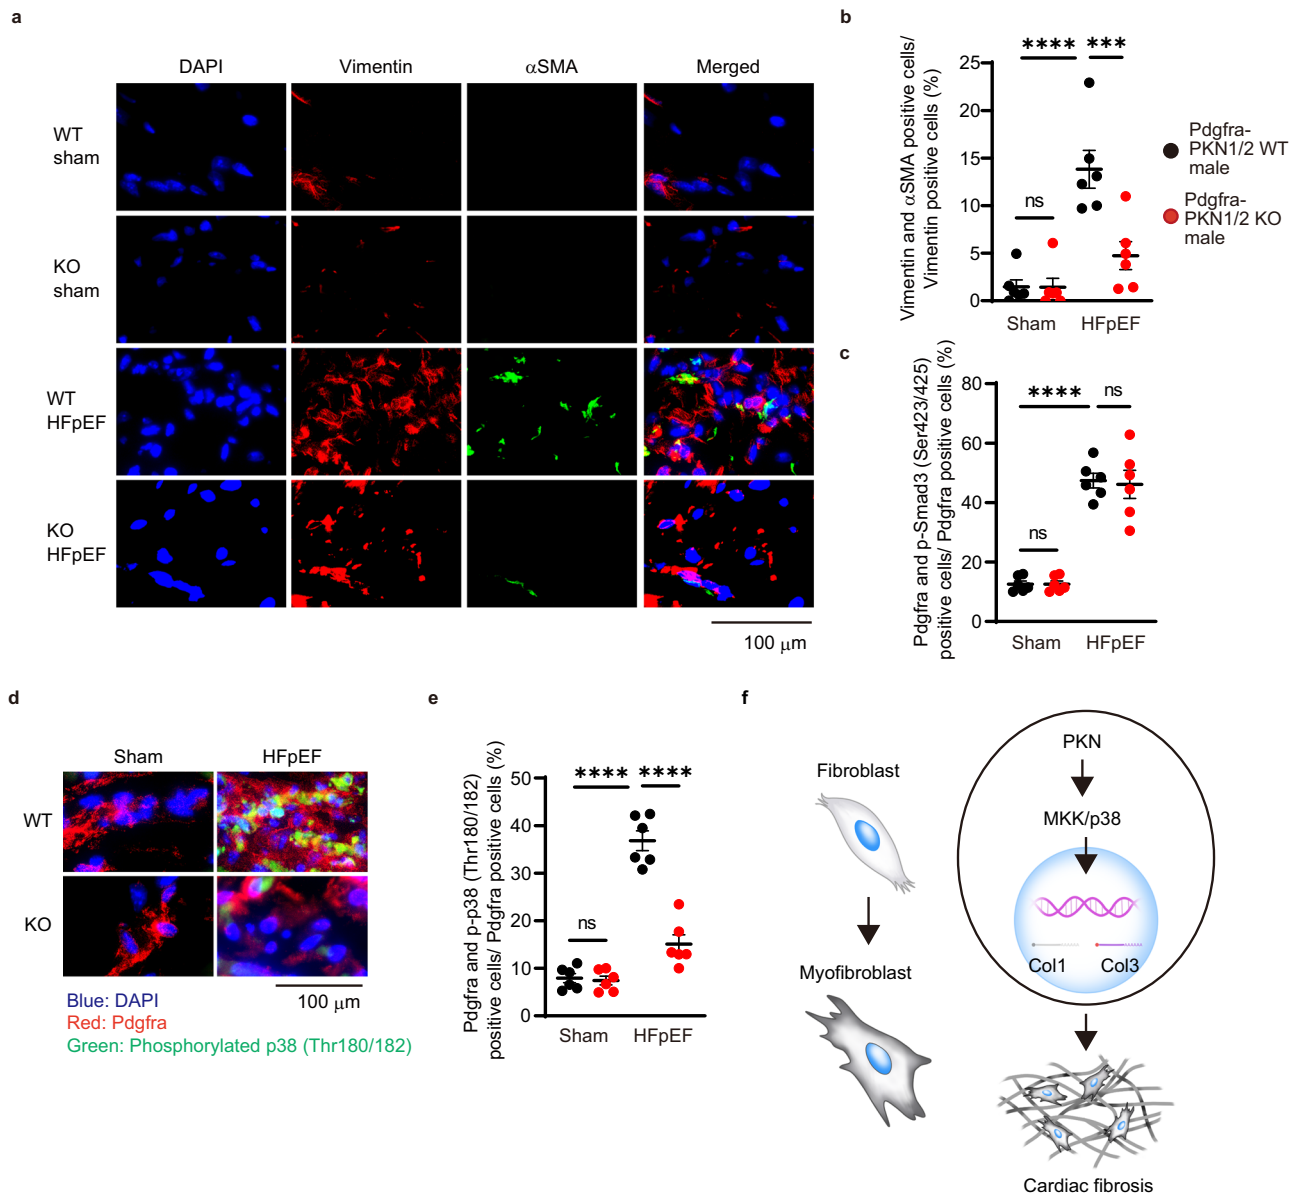 a
DAPI
Vimentin
αSMA
Merged
WT
sham
KO
sham
WT
HFpEF
KO
HFpEF
100 μm
b
Vimentin and αSMA positive cells/
Vimentin positive cells (%)
25
20
15
10
5
0
****
***
ns
Sham
HFpEF
Pdgfra-
PKN1/2 WT
male
Pdgfra-
PKN1/2 KO
male
c
Pdgfra and p-Smad3 (Ser423/425)
positive cells/ Pdgfra positive cells (%)
80
60
40
20
0
****
ns
ns
Sham
HFpEF
d
Sham
HFpEF
WT
KO
100 μm
Blue: DAPI
Red: Pdgfra
Green: Phosphorylated p38 (Thr180/182)
e
Pdgfra and p-p38 (Thr180/182)
positive cells/ Pdgfra positive cells (%)
50
40
30
20
10
0
****
****
ns
Sham
HFpEF
f
Fibroblast
Myofibroblast
PKN
MKK/p38
Col1
Col3
Cardiac fibrosis